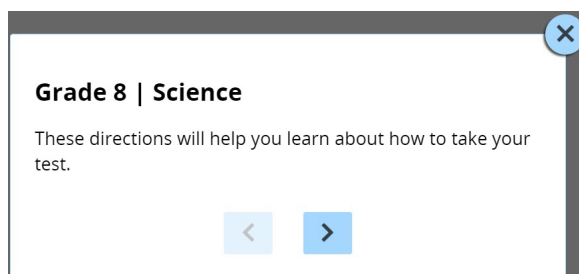 Grade 8 | Science
These directions will help you learn about how to take your
test.